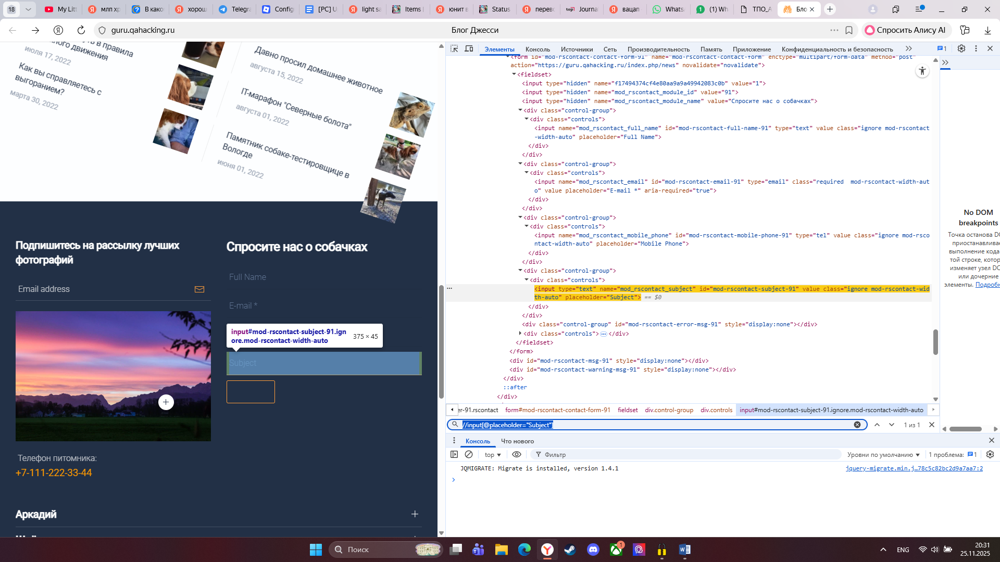 18
My Litt
млп хр
В како
хорош
Telegra
Config
[PC] U
light sa
Items
юнит в
Status
перево
top1 Journa
вацап
Whats
(1) Wh
ТПО_А
Бло
guru.qahacking.ru
Блог Джесси
Спросить Алису AI
в правила
ного движения
июля 17, 2022
Как вы справляетесь с
выгоранием?
марта 30, 2022
Давно просил домашнее животное
августа 15, 2022
IT-марафон "Северные болота"
августа 01, 2022
Памятник собаке-тестировщице в
Вологде
июня 01, 2022
Подпишитесь на рассылку лучших
фотографий
Email address
Спросите нас о собачках
Full Name
E-mail *
input#mod-rscontact-subject-91.ign
ore.mod-rscontact-width-auto
375 × 45
Subject
Телефон питомника:
+7-111-222-33-44
Аркадий
Элементы
Консоль
Источники
Сеть
Производительность
Память
Приложение
Конфиденциальность и безопасность
1
<form id="mod-rscontact-contact-form-91" name="mod-rscontact-contact-form" enctype="multipart/form-data" method="post"
action="https://guru.qahacking.ru/index.php/news" novalidate="novalidate">
<fieldset>
<input type="hidden" name="f17494374cf4e80aa9a9a49942083c0b" value="1">
<input type="hidden" name="mod_rscontact_module_id" value="91">
<input type="hidden" name="mod_rscontact_module_name" value="Спросите нас о собачках">
<div class="control-group">
<div class="controls">
<input name="mod_rscontact_full_name" id="mod-rscontact-full-name-91" type="text" value class="ignore mod-rscontact
-width-auto" placeholder="Full Name">
</div>
</div>
<div class="control-group">
<div class="controls">
<input name="mod_rscontact_email" id="mod-rscontact-email-91" type="email" class="required  mod-rscontact-width-aut
o" value placeholder="E-mail *" aria-required="true">
</div>
</div>
<div class="control-group">
<div class="controls">
<input name="mod_rscontact_mobile_phone" id="mod-rscontact-mobile-phone-91" type="tel" value class="ignore mod-rsco
ntact-width-auto" placeholder="Mobile Phone">
</div>
</div>
<div class="control-group">
<div class="controls">
<input type="text" name="mod_rscontact_subject" id="mod-rscontact-subject-91" value class="ignore mod-rscontact-wid
th-auto" placeholder="Subject"> == $0
</div>
</div>
<div class="control-group" id="mod-rscontact-error-msg-91" style="display:none"></div>
<div class="controls"> </div>
</fieldset>
</form>
<div id="mod-rscontact-msg-91" style="display:none"></div>
<div id="mod-rscontact-warning-msg-91" style="display:none"></div>
</div>
::after
</div>
er-91.rscontact
form#mod-rscontact-contact-form-91
fieldset
div.control-group
div.controls
input#mod-rscontact-subject-91.ignore.mod-rscontact-width-auto
//input[@placeholder="Subject"]
1 из 1
No DOM
breakpoints
Точка останова DO
приостанавливае
выполнение кода
той строке, котор
изменяет узел DO
или дочерние
элементы. Подробн
Консоль
Что нового
top
Фильтр
Уровни по умолчанию
1 проблема:
1
JQMIGRATE: Migrate is installed, version 1.4.1
jquery-migrate.min.j…78c5c82bc2d9a7aa7:2
Поиск
1
ENG
20:31
25.11.2025